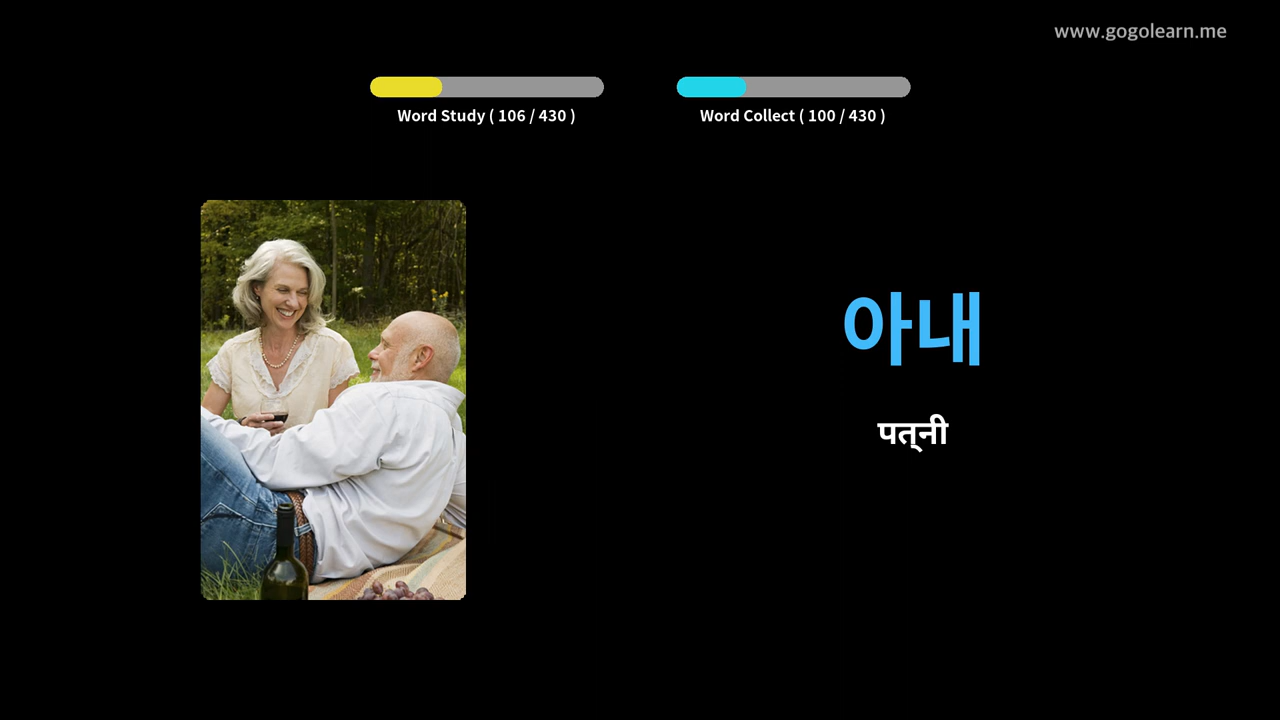 www.gogolearn.me
Word Study ( 106 / 430 )
Word Collect ( 100 / 430 )
아내
पत्‌नी